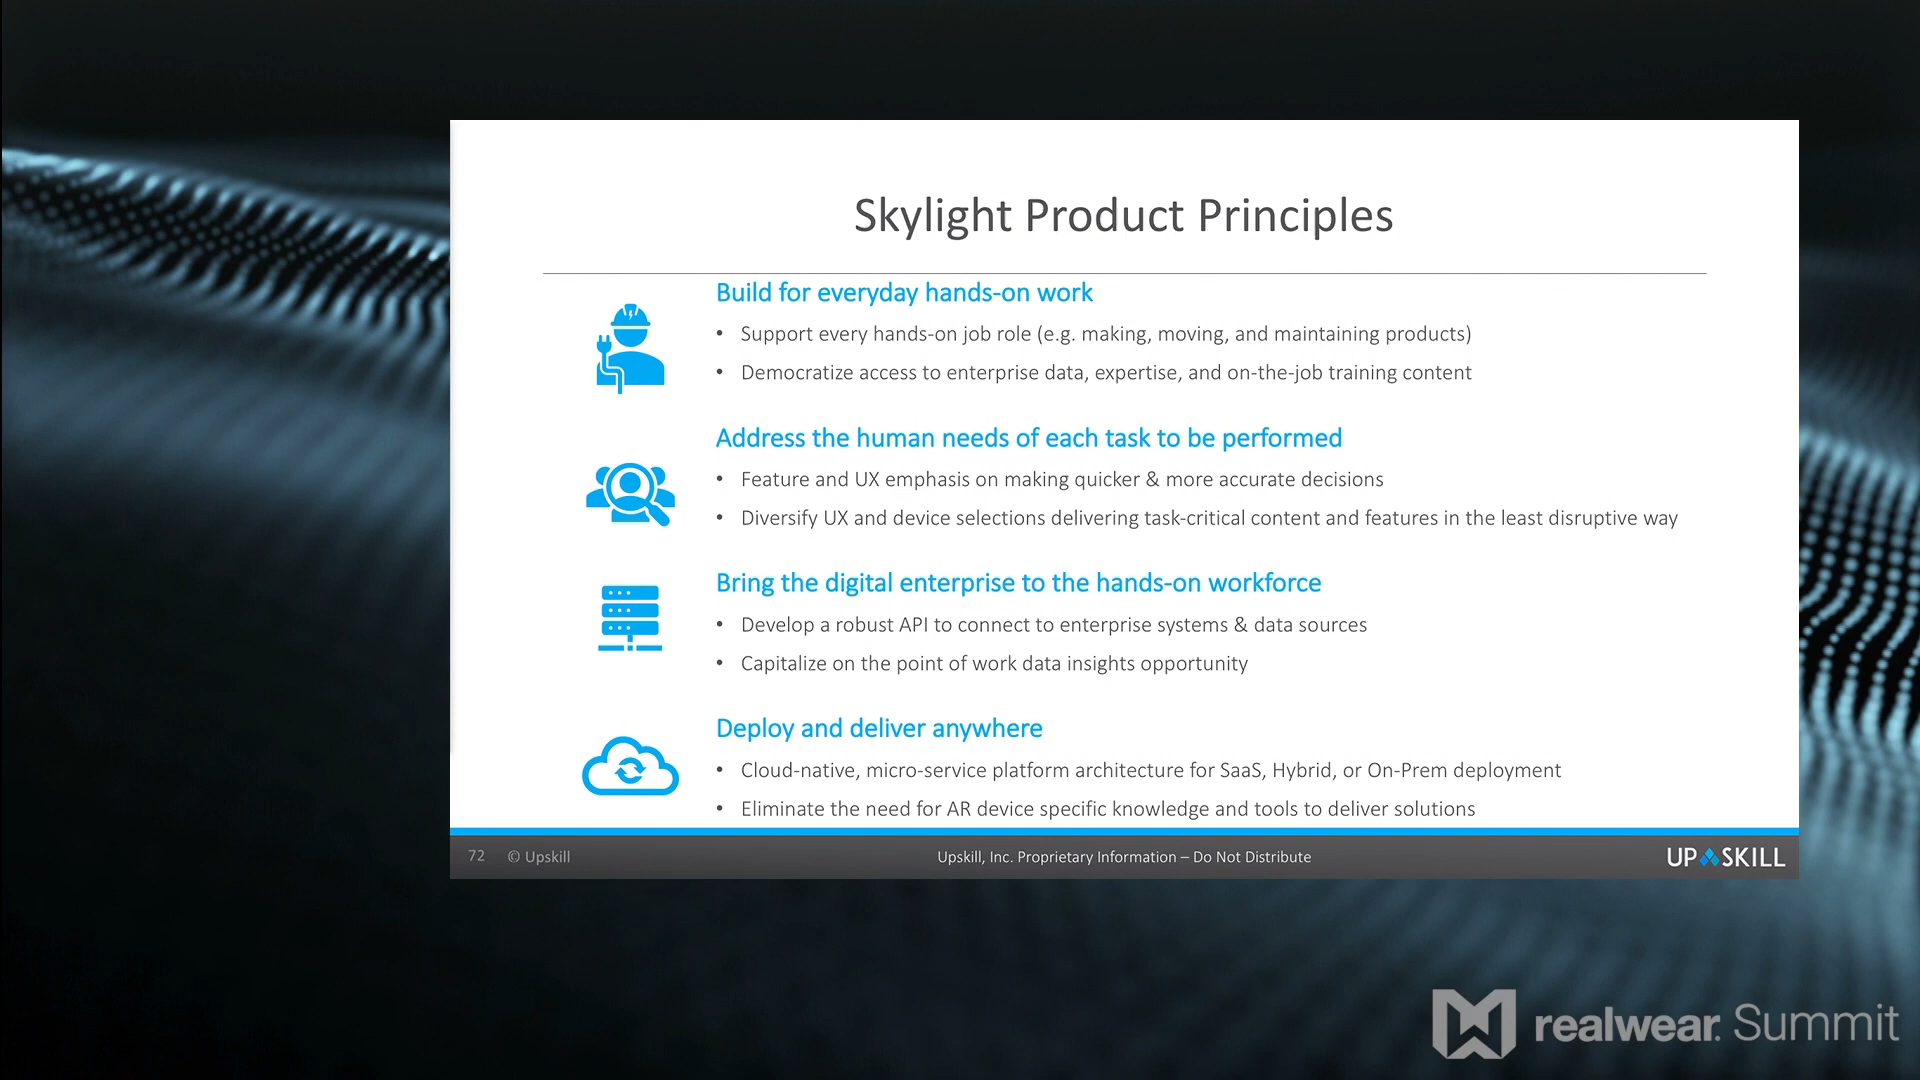 Skylight Product Principles
Build for everyday hands-on work
• Support every hands-on job role (e.g. making, moving, and maintaining products)
• Democratize access to enterprise data, expertise, and on-the-job training content
Address the human needs of each task to be performed
• Feature and UX emphasis on making quicker & more accurate decisions
• Diversify UX and device selections delivering task-critical content and features in the least disruptive way
Bring the digital enterprise to the hands-on workforce
• Develop a robust API to connect to enterprise systems & data sources
• Capitalize on the point of work data insights opportunity
Deploy and deliver anywhere
• Cloud-native, micro-service platform architecture for SaaS, Hybrid, or On-Prem deployment
• Eliminate the need for AR device specific knowledge and tools to deliver solutions
72 © Upskill Upskill, Inc. Proprietary Information – Do Not Distribute UPSKILL
realwear. Summit